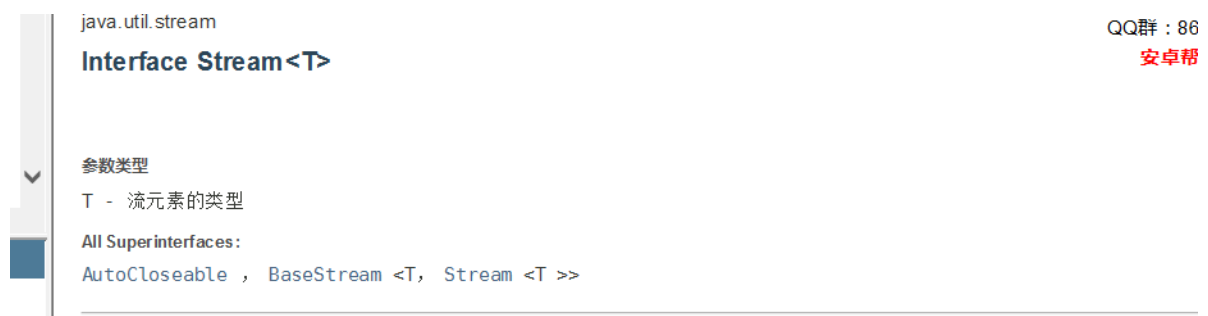 java.util.stream
QQ群：86
Interface Stream<T>
安卓帮
参数类型
T - 流元素的类型
All Superinterfaces:
AutoCloseable ， BaseStream <T， Stream <T >>